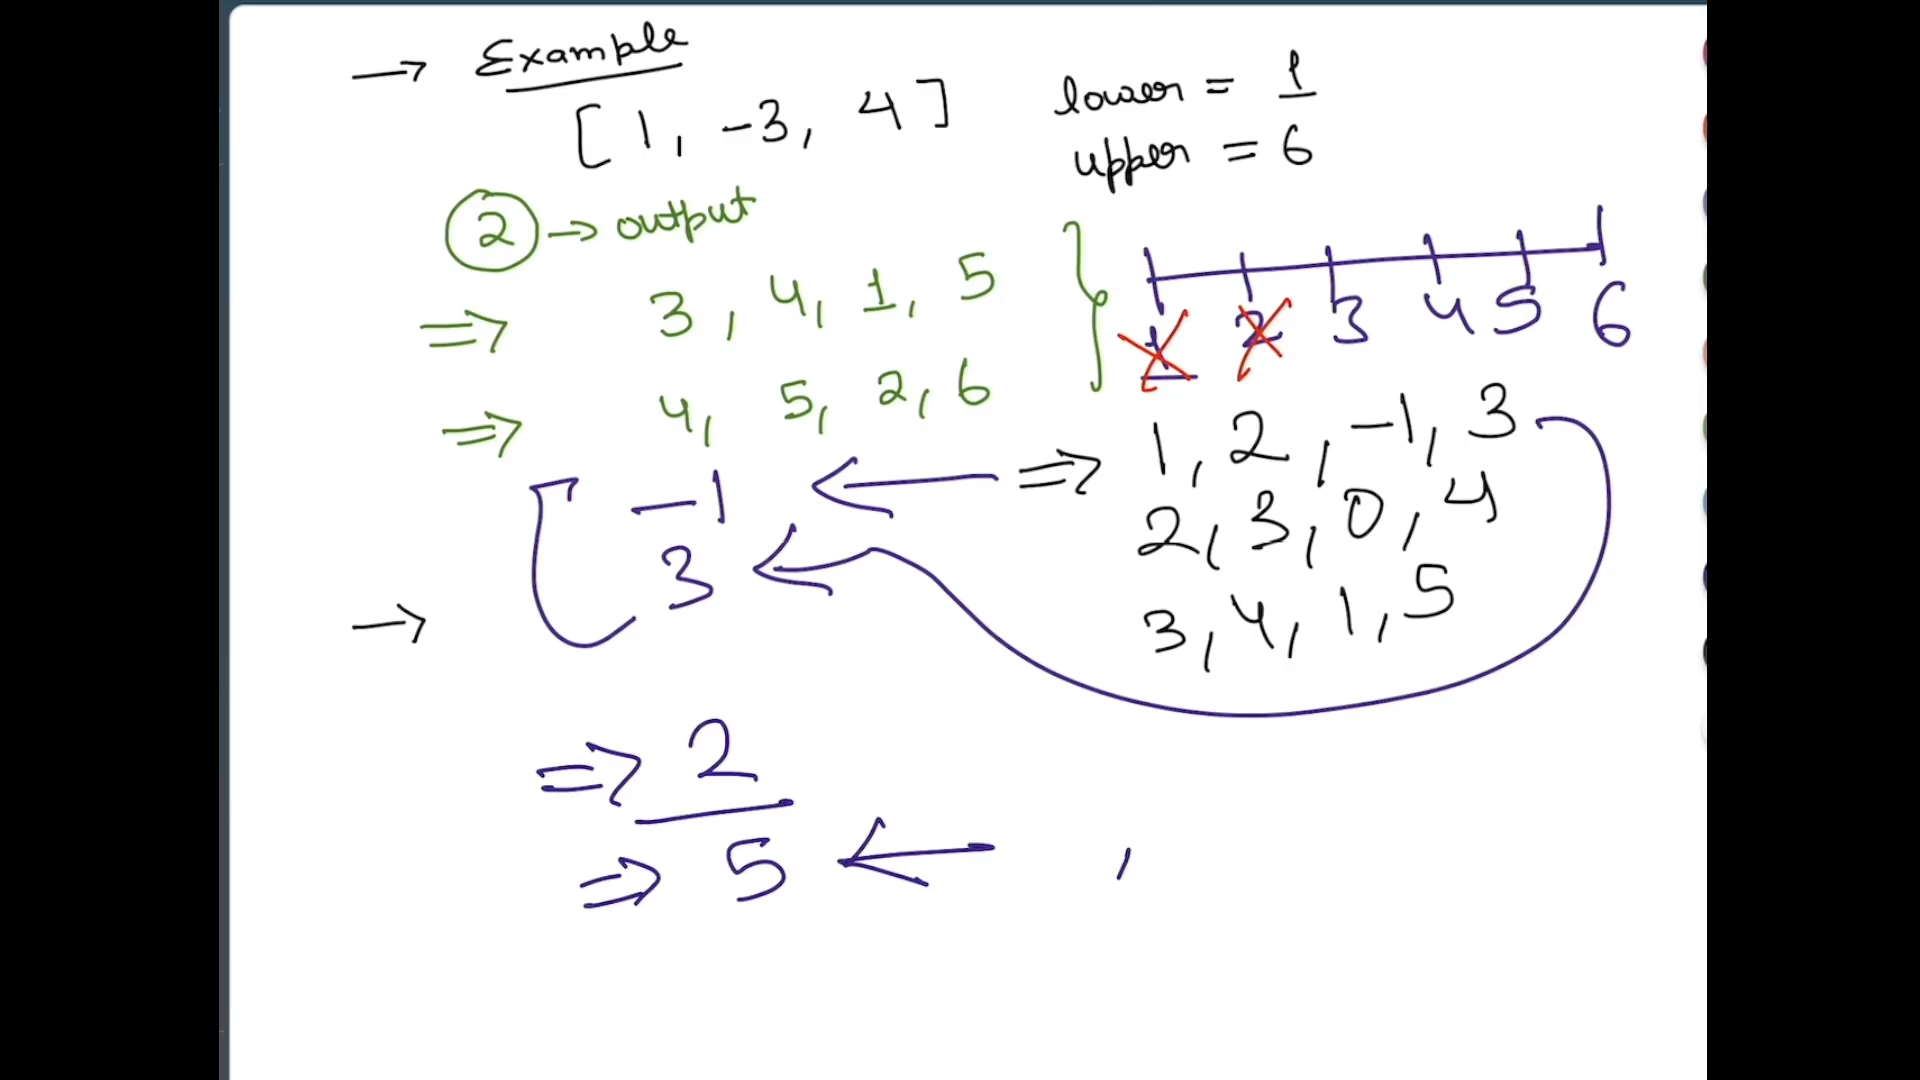 → Example
[1, -3, 4]
lower = 1
upper = 6
2 → output
⇒ 3, 4, 1, 5
⇒ 4, 5, 2, 6
1 2 3 4 5 6
⇒ 1, 2, -1, 3
2, 3, 0, 4
3, 4, 1, 5
[ -1 ←
→ 3 ←
⇒ 2
⇒ 5 ← ,